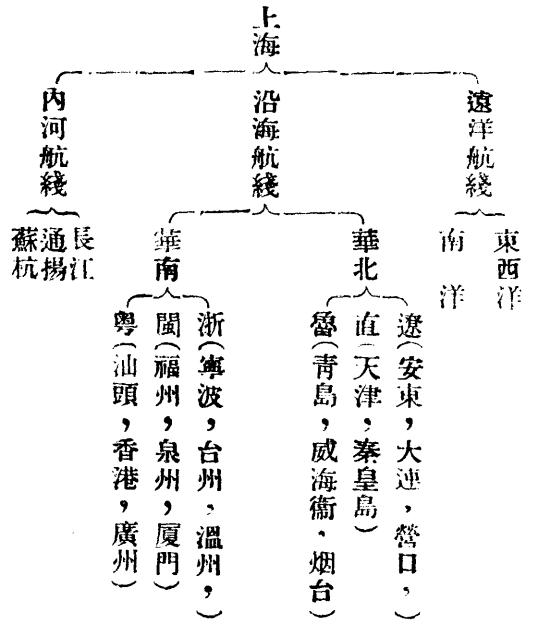 上海
遠洋航綫
沿海航綫
內河航綫
東西洋
南洋
華北
華南
長江
通揚
蘇杭
遼(安東，大連，營口，)
直(天津，秦皇島)
魯(青島，威海衞，烟台)
浙(寧波，台州，溫州，)
閩(福州，泉州，厦門)
粵(汕頭，香港，廣州)